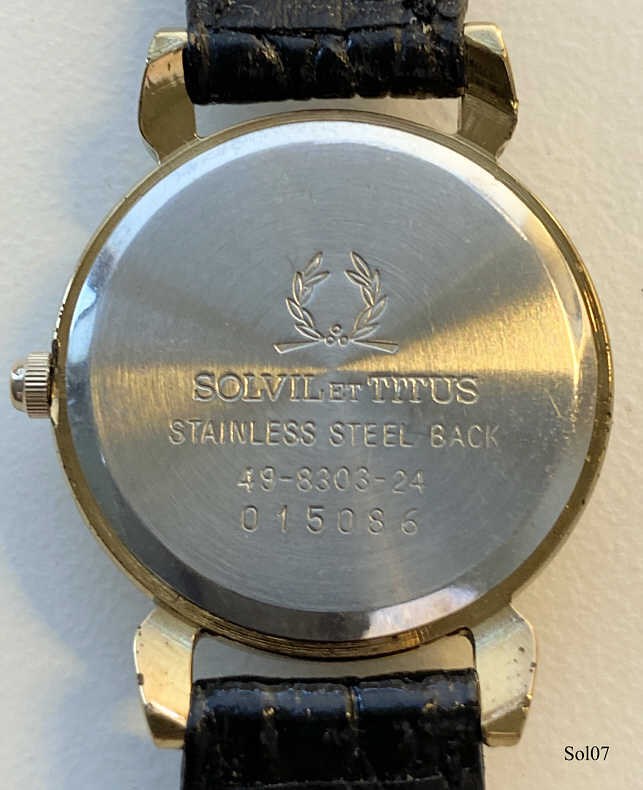 SOLVIL ET TITUS
STAINLESS STEEL BACK
49-8303-24
015086
Sol07